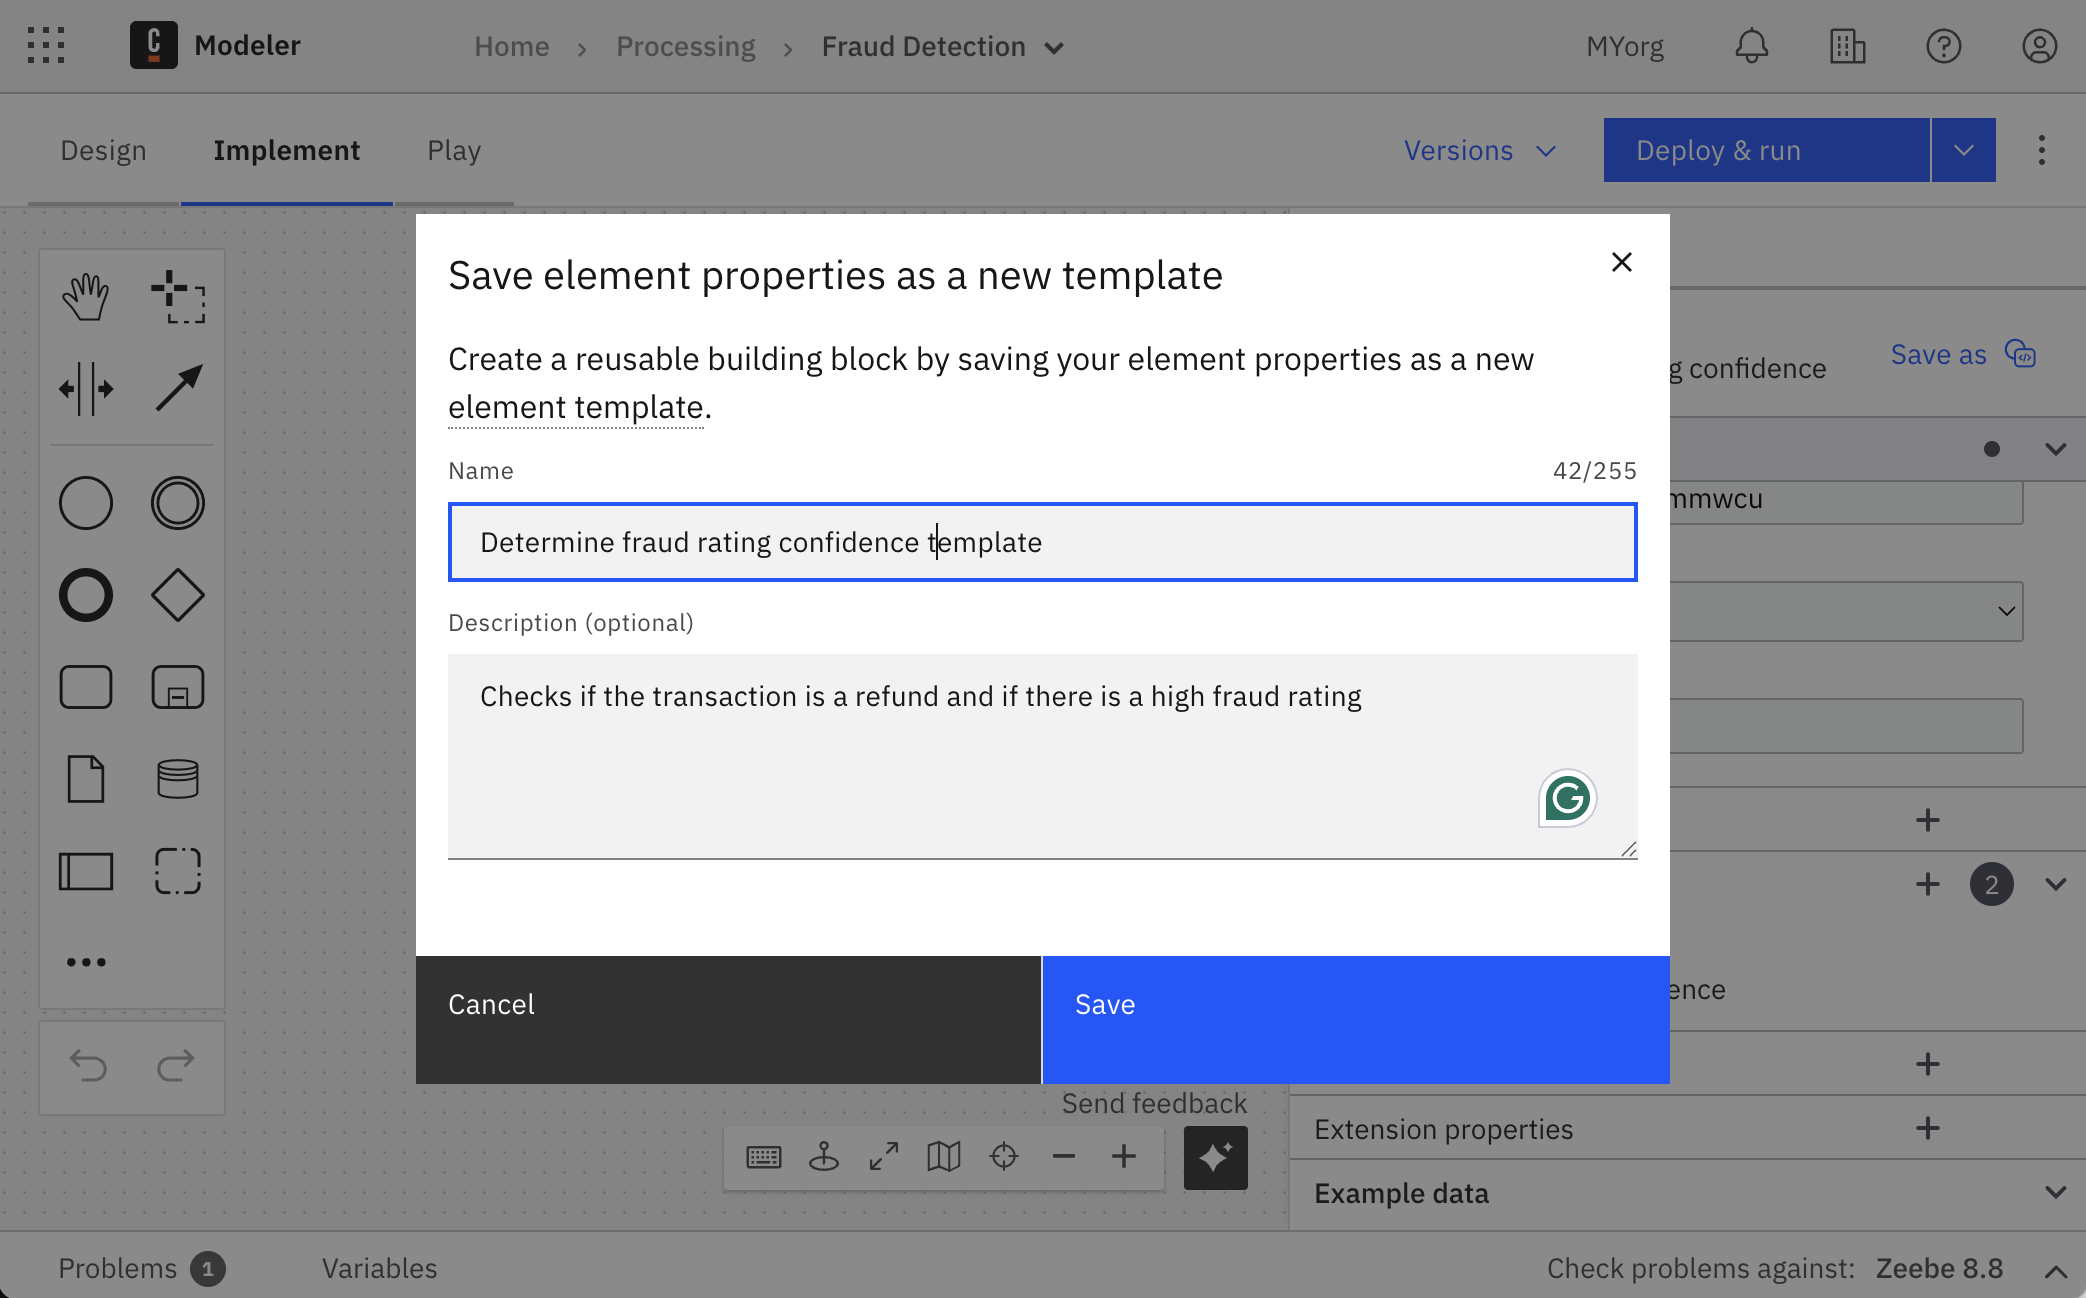 Modeler
Home
Processing
Fraud Detection
MYorg
Design
Implement
Play
Versions
Deploy & run
Save element properties as a new template
Create a reusable building block by saving your element properties as a new
element template.
Name
42/255
Determine fraud rating confidence template
Description (optional)
Checks if the transaction is a refund and if there is a high fraud rating
Cancel
Save
g confidence
Save as
mmwcu
2
ence
Send feedback
Extension properties
Example data
Problems 1
Variables
Check problems against: Zeebe 8.8